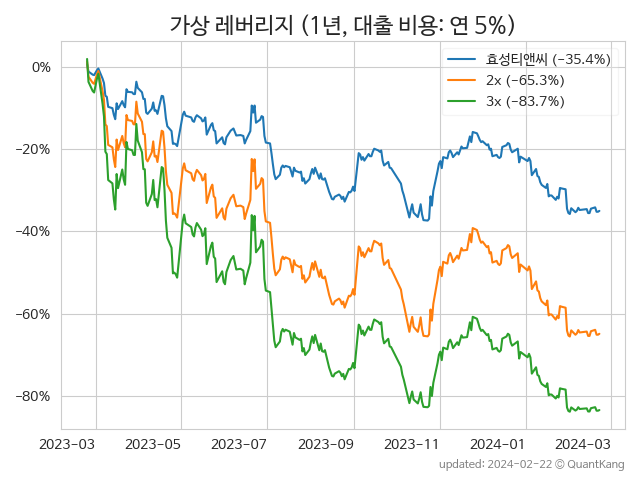 가상 레버리지 (1년, 대출 비용: 연 5%)
효성티앤씨 (−35.4%)
2x (−65.3%)
3x (−83.7%)
0%
−20%
−40%
−60%
−80%
2023−03 2023−05 2023−07 2023−09 2023−11 2024−01 2024−03
updated: 2024−02−22 © QuantKang